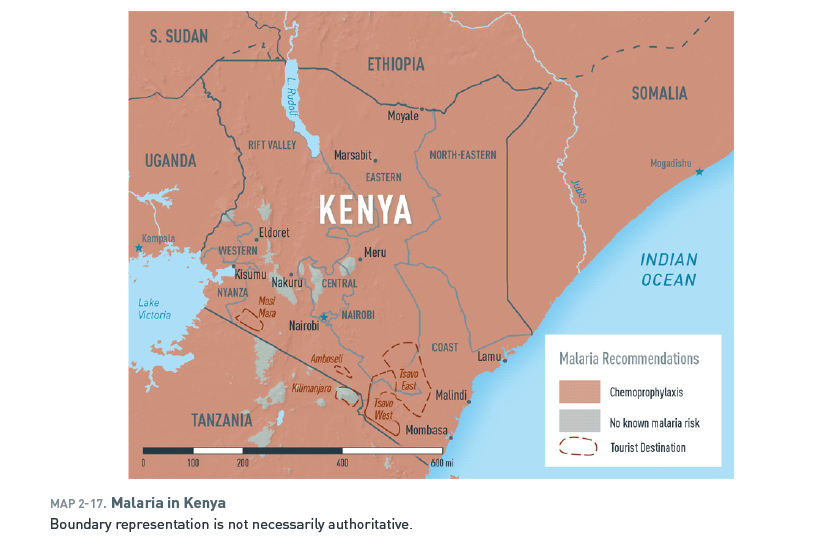 S. SUDAN
ETHIOPIA
SOMALIA
L. Rudolf
Moyale
RIFT VALLEY
Marsabit
NORTH-EASTERN
UGANDA
EASTERN
Mogadishu
Jubba
KENYA
Kampala
Eldoret
WESTERN
Meru
INDIAN
OCEAN
Kisumu
Nakuru
CENTRAL
NYANZA
Lake
Victoria
Masi
Mara
NAIROBI
Nairobi
COAST
Lamu
Amboseli
Tsavo
East
Kilimanjaro
Malindi
Tsavo
West
TANZANIA
Mombasa
0 100 200 400 600 mi
Malaria Recommendations
Chemoprophylaxis
No known malaria risk
Tourist Destination
MAP 2-17. Malaria in Kenya
Boundary representation is not necessarily authoritative.